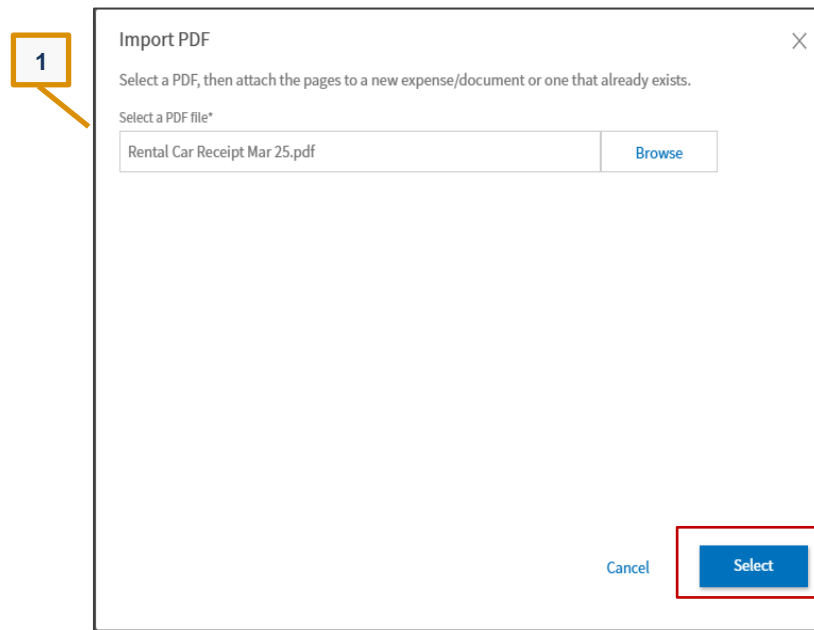 1
Import PDF
Select a PDF, then attach the pages to a new expense/document or one that already exists.
Select a PDF file*
Rental Car Receipt Mar 25.pdf
Browse
Cancel
Select